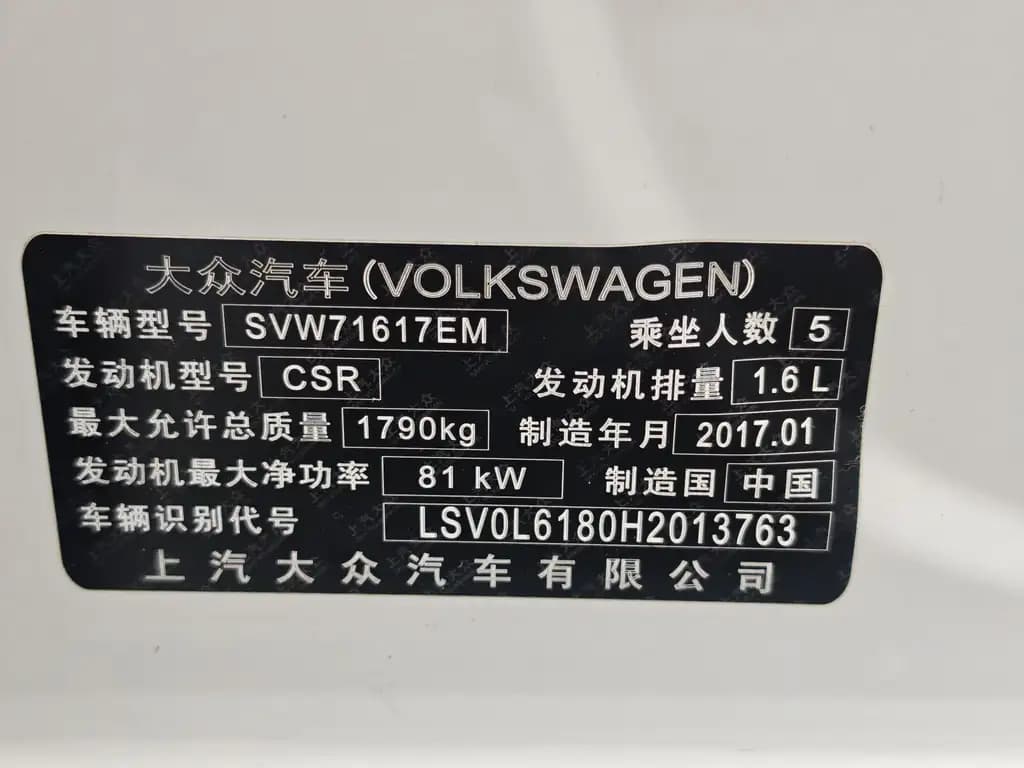 大众汽车(VOLKSWAGEN)
车辆型号 SVW71617EM 乘坐人数 5
发动机型号 CSR 发动机排量 1.6 L
最大允许总质量 1790kg 制造年月 2017.01
发动机最大净功率 81 kW 制造国 中国
车辆识别代号 LSV0L6180H2013763
上汽大众汽车有限公司